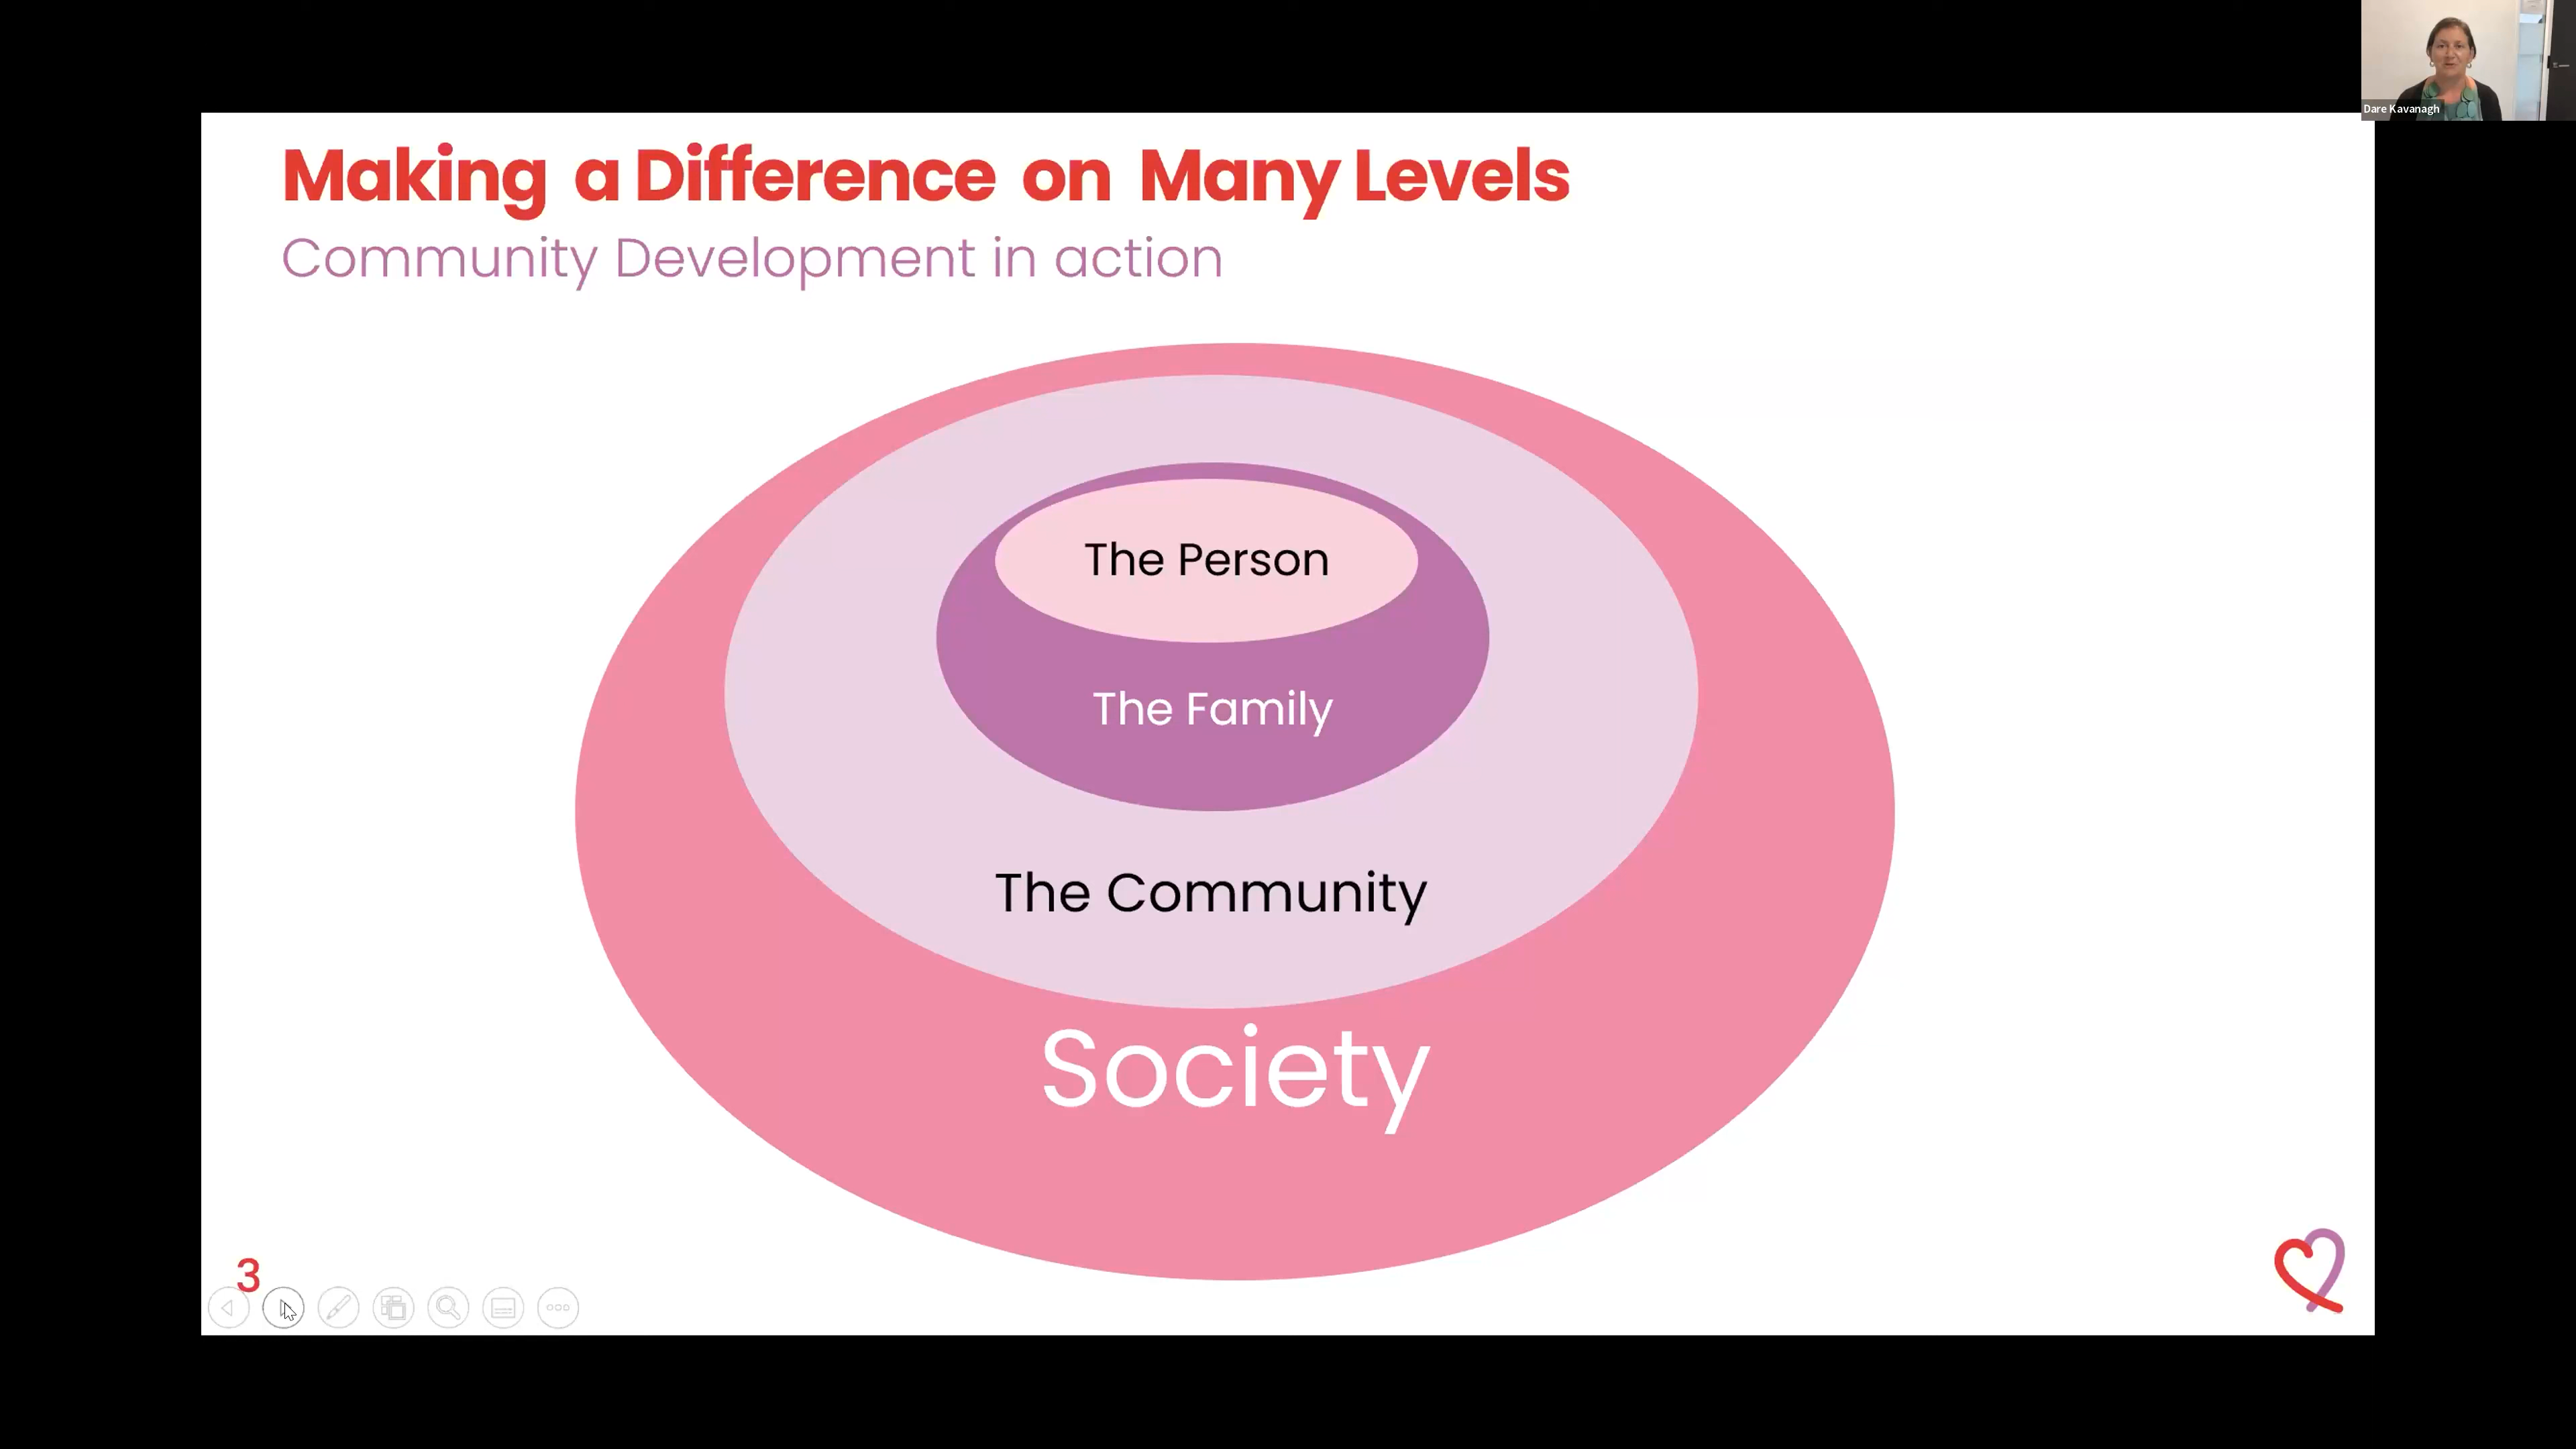 Dare Kavanagh
Making a Difference on Many Levels
Community Development in action
The Person
The Family
The Community
Society
3